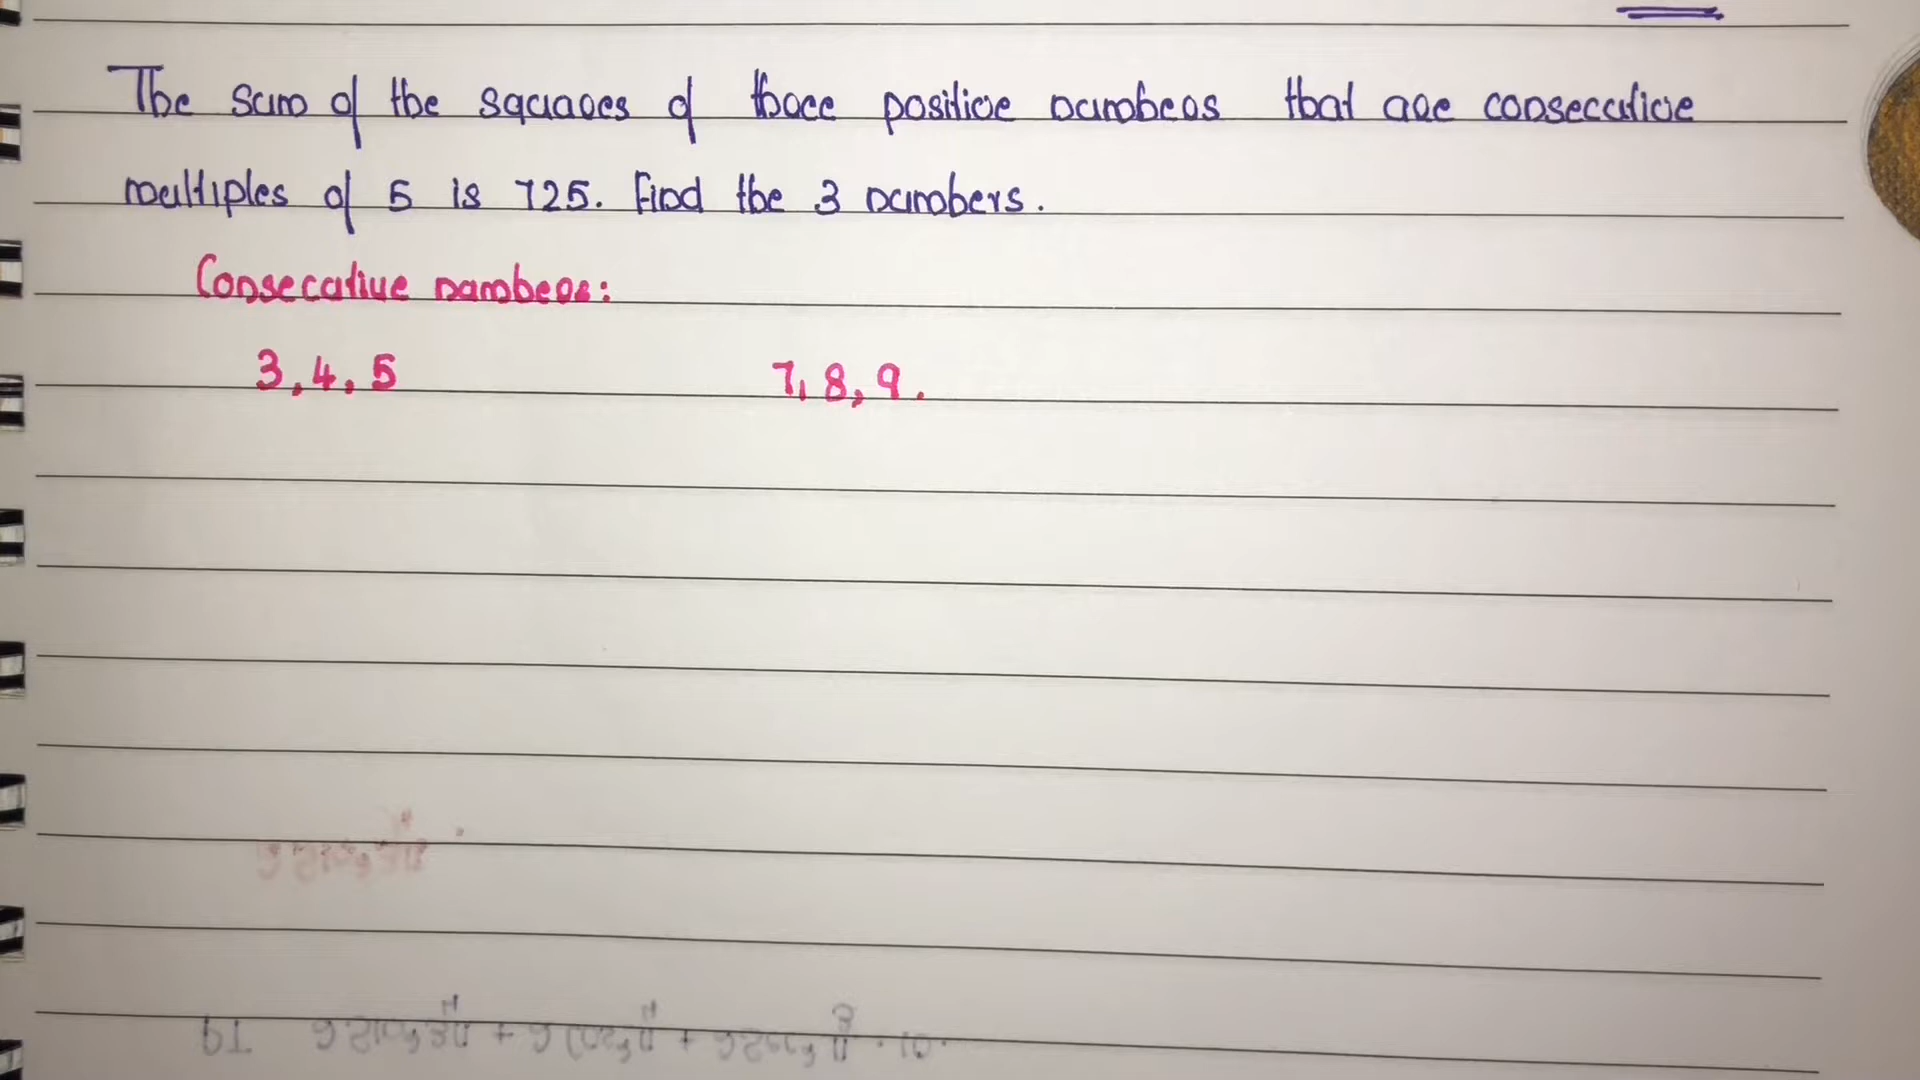 The sum of the squares of three positive numbers that are consecutive
multiples of 5 is 725. Find the 3 numbers.
Consecutive numbers:
3, 4, 5 7, 8, 9.